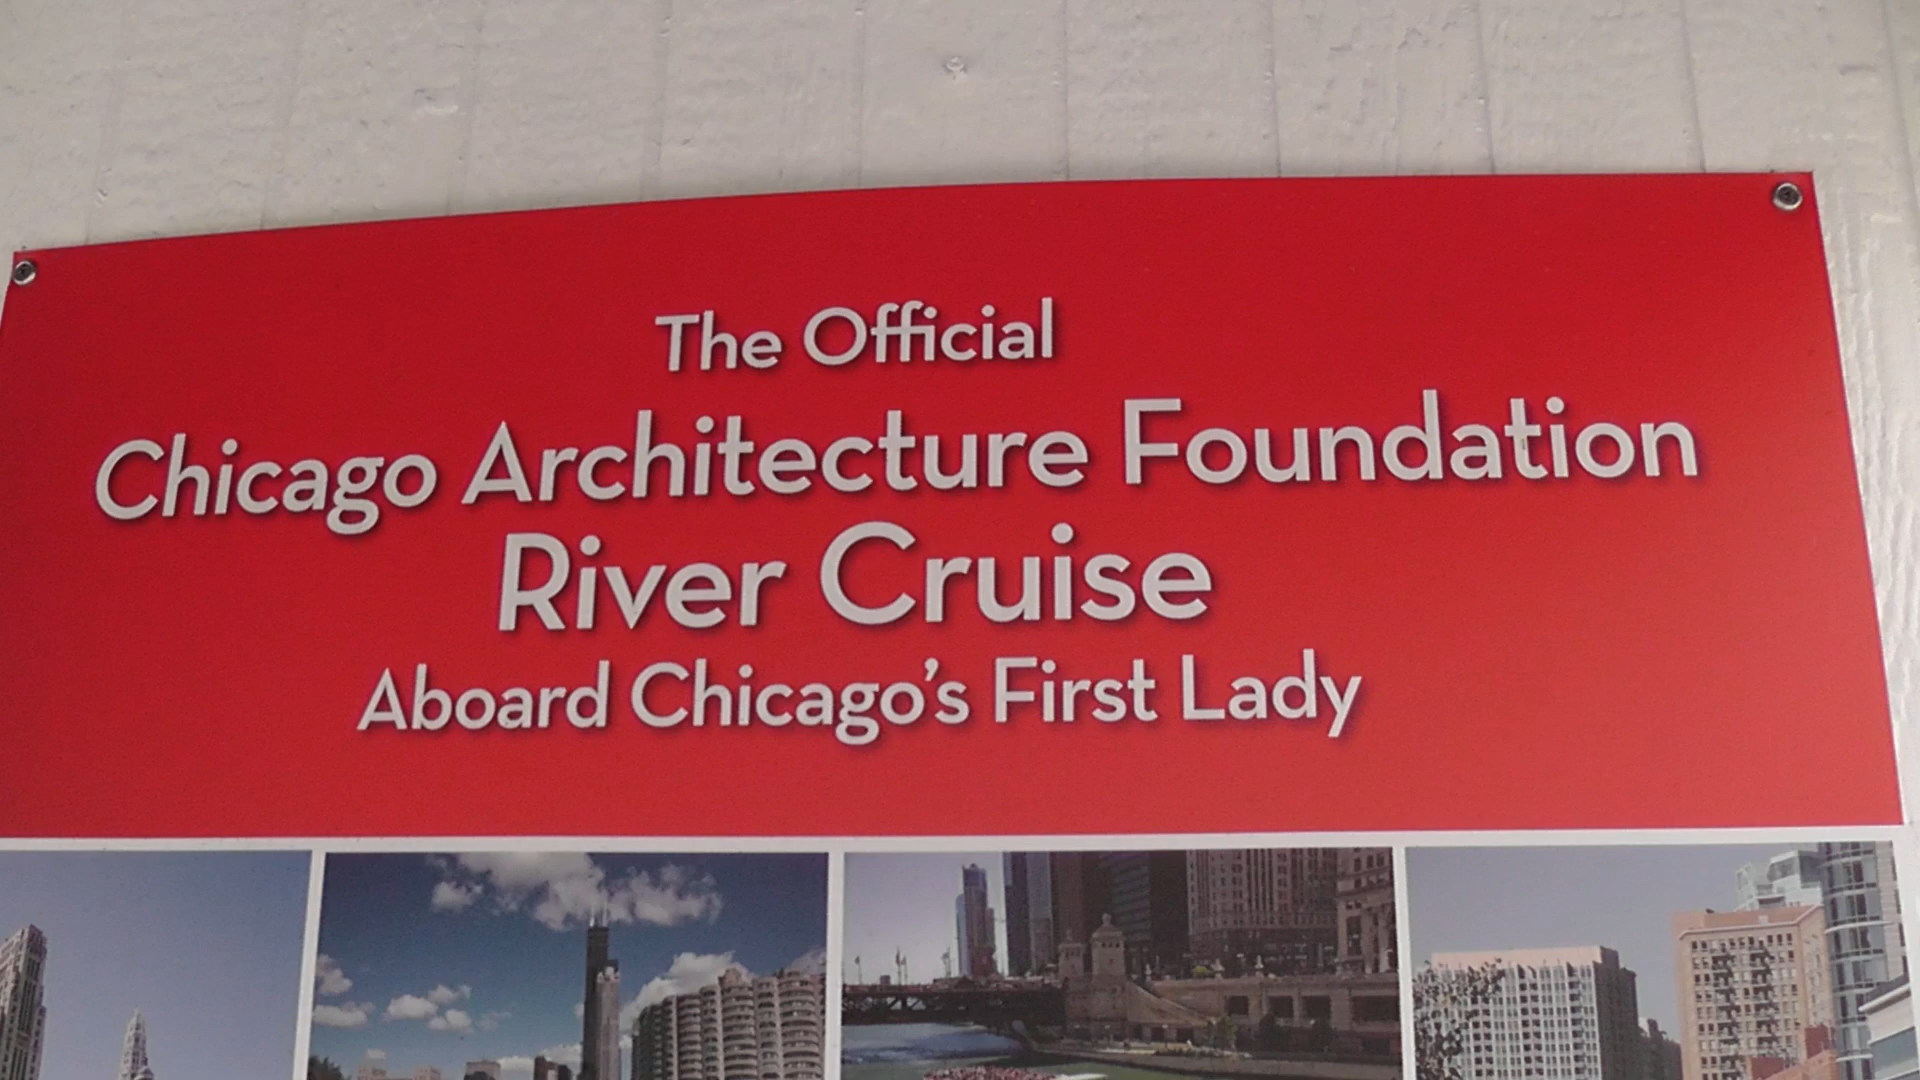 The Official
Chicago Architecture Foundation
River Cruise
Aboard Chicago's First Lady